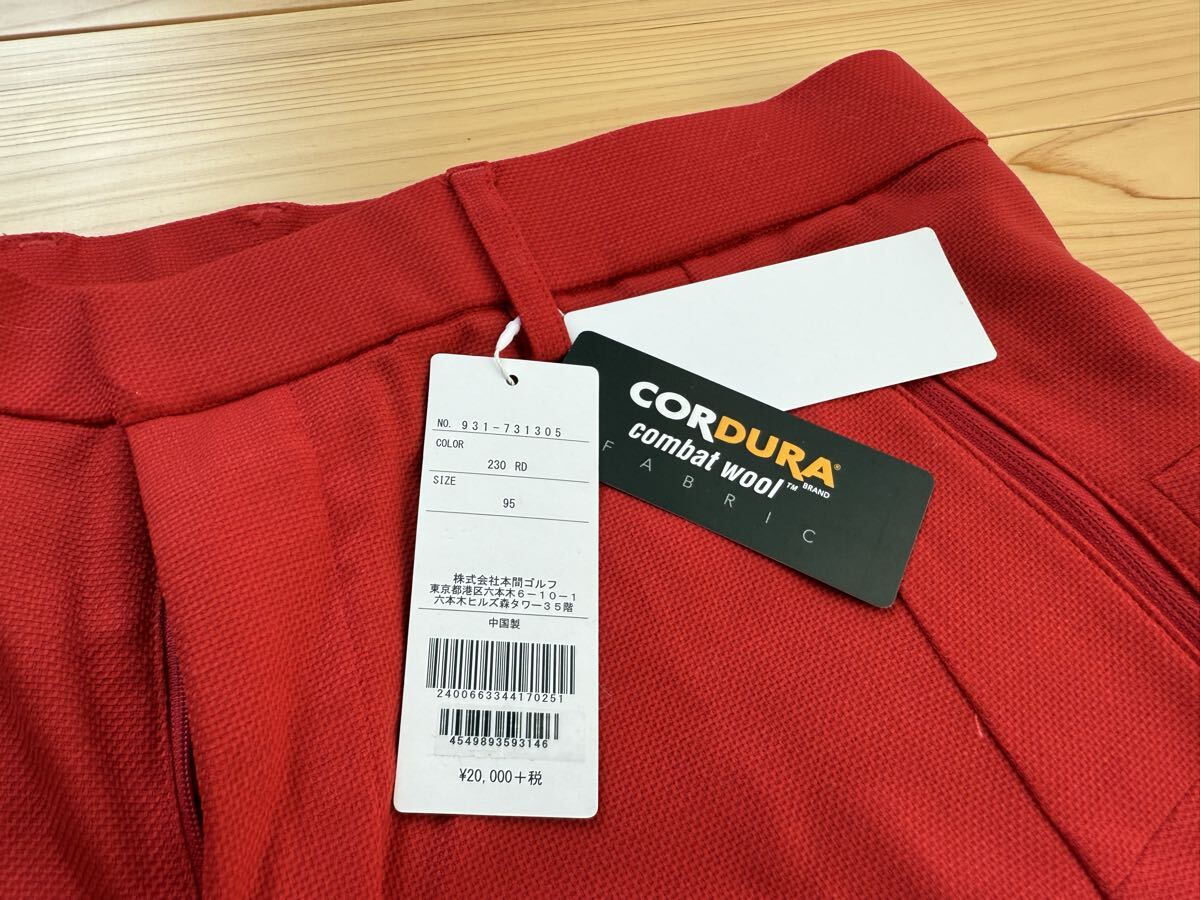 NO. 931-731305
COLOR
230 RD
SIZE
95
株式会社本間ゴルフ
東京都港区六本木6-10-1
六本木ヒルズ森タワー35階
中国製
2400663344170251
4549893593146
¥20,000+税
CORDURA®
combat wool™ BRAND
FABRIC